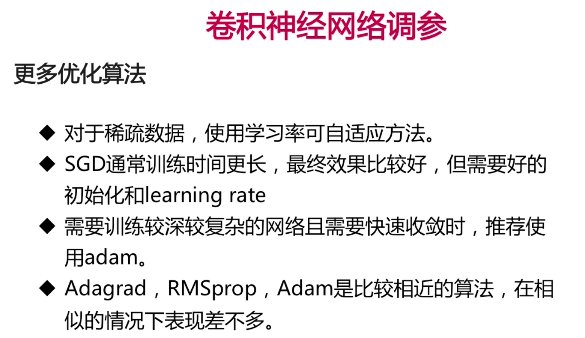 卷积神经网络调参
更多优化算法
◆ 对于稀疏数据，使用学习率可自适应方法。
◆ SGD通常训练时间更长，最终效果比较好，但需要好的
初始化和learning rate
◆ 需要训练较深较复杂的网络且需要快速收敛时，推荐使
用adam。
◆ Adagrad，RMSprop，Adam是比较相近的算法，在相
似的情况下表现差不多。